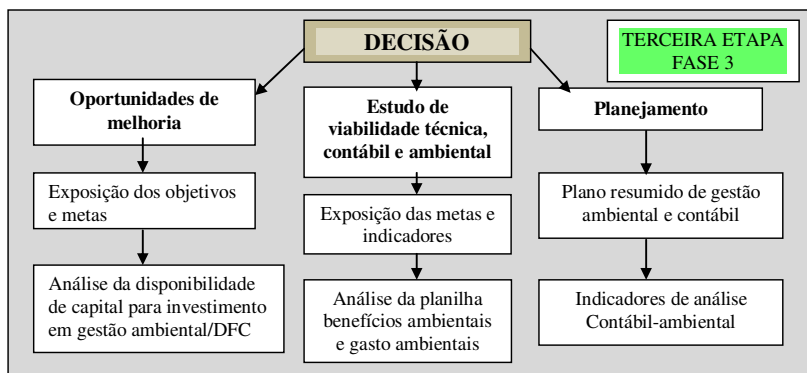 DECISÃO
TERCEIRA ETAPA
FASE 3
Oportunidades de
melhoria
Exposição dos objetivos
e metas
Análise da disponibilidade
de capital para investimento
em gestão ambiental/DFC
Estudo de
viabilidade técnica,
contábil e ambiental
Exposição das metas e
indicadores
Análise da planilha
benefícios ambientais
e gasto ambientais
Planejamento
Plano resumido de gestão
ambiental e contábil
Indicadores de análise
Contábil-ambiental